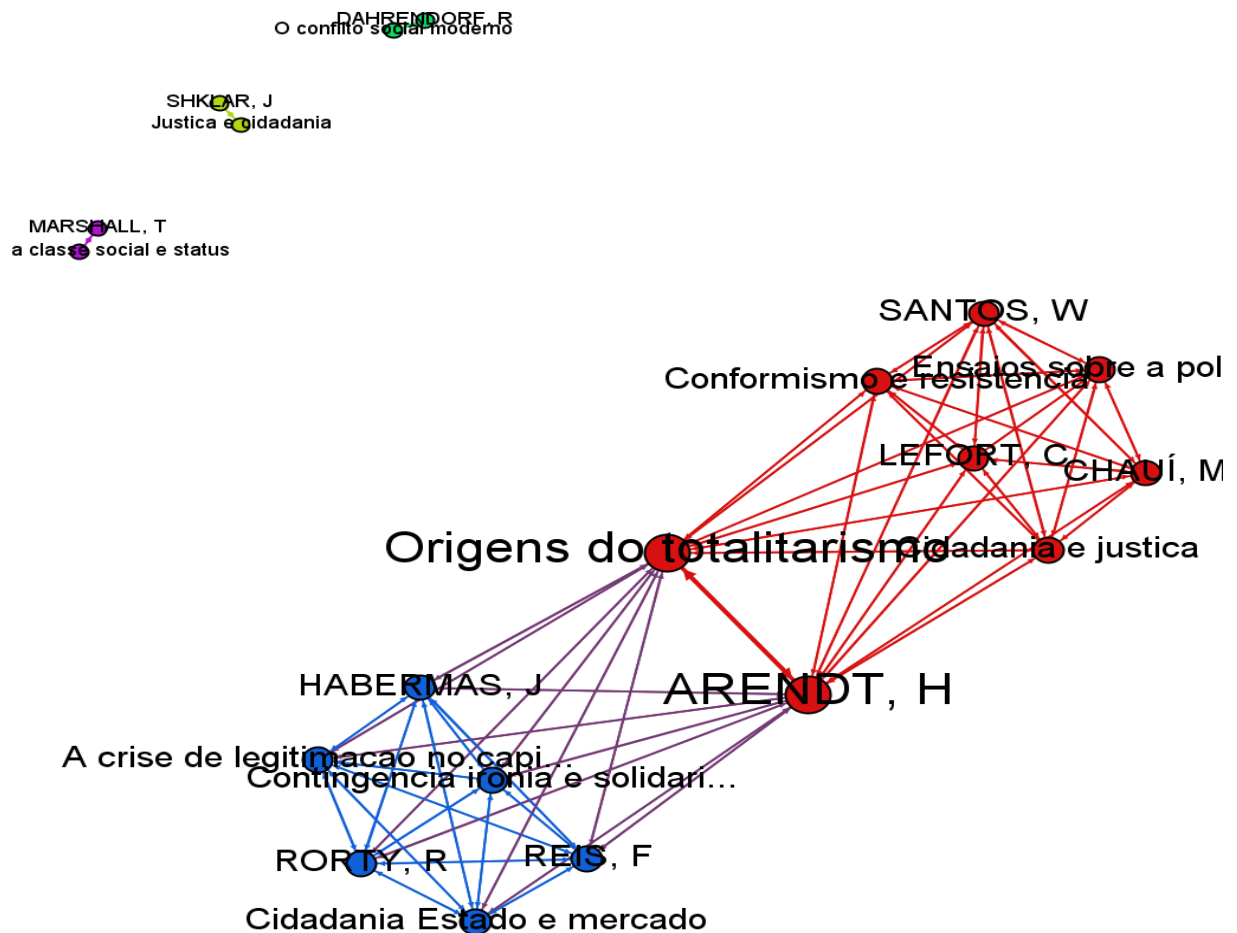 DAHRENDORF, R
O conflito social moderno
SHKLAR, J
Justica e cidadania
MARSHALL, T
a classe social e status
SANTOS, W
Ensaios sobre a pol
Conformismo e resistencia
LEFORT, C
CHAUÍ, M
Origens do totalitarismo
Cidadania e justica
HABERMAS, J
ARENDT, H
A crise de legitimacao no capi...
Contingencia ironia e solidari...
RORTY, R
REIS, F
Cidadania Estado e mercado